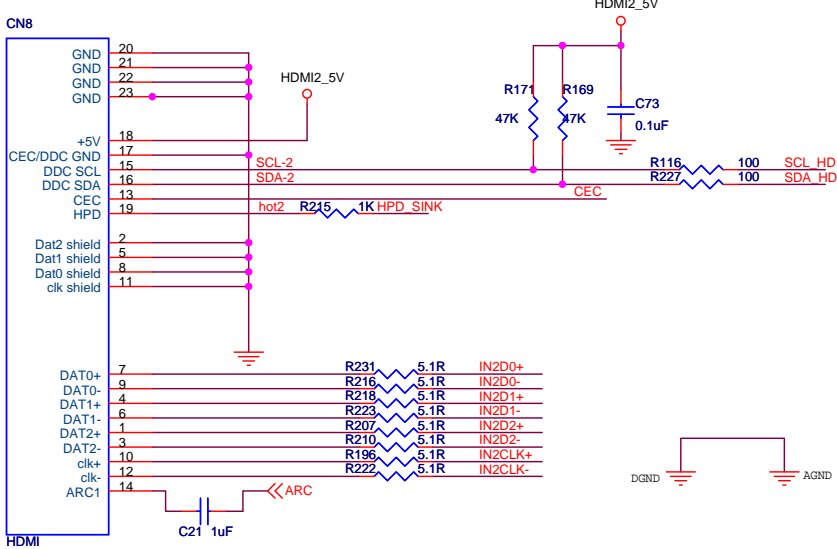 HDMI2_5V
CN8
GND 20
GND 21
GND 22
GND 23
HDMI2_5V
R171 47K
R169 47K
C73 0.1uF
+5V 18
CEC/DDC GND 17
DDC SCL 15 SCL-2 R116 100 SCL_HD
DDC SDA 16 SDA-2 R227 100 SDA_HD
CEC 13 CEC
HPD 19 hot2 R215 1K HPD_SINK
Dat2 shield 2
Dat1 shield 5
Dat0 shield 8
clk shield 11
DAT0+ 7 R231 5.1R IN2D0+
DAT0- 9 R216 5.1R IN2D0-
DAT1+ 4 R218 5.1R IN2D1+
DAT1- 6 R223 5.1R IN2D1-
DAT2+ 1 R207 5.1R IN2D2+
DAT2- 3 R210 5.1R IN2D2-
clk+ 10 R196 5.1R IN2CLK+
clk- 12 R222 5.1R IN2CLK-
ARC1 14 ARC
C21 1uF
DGND AGND
HDMI